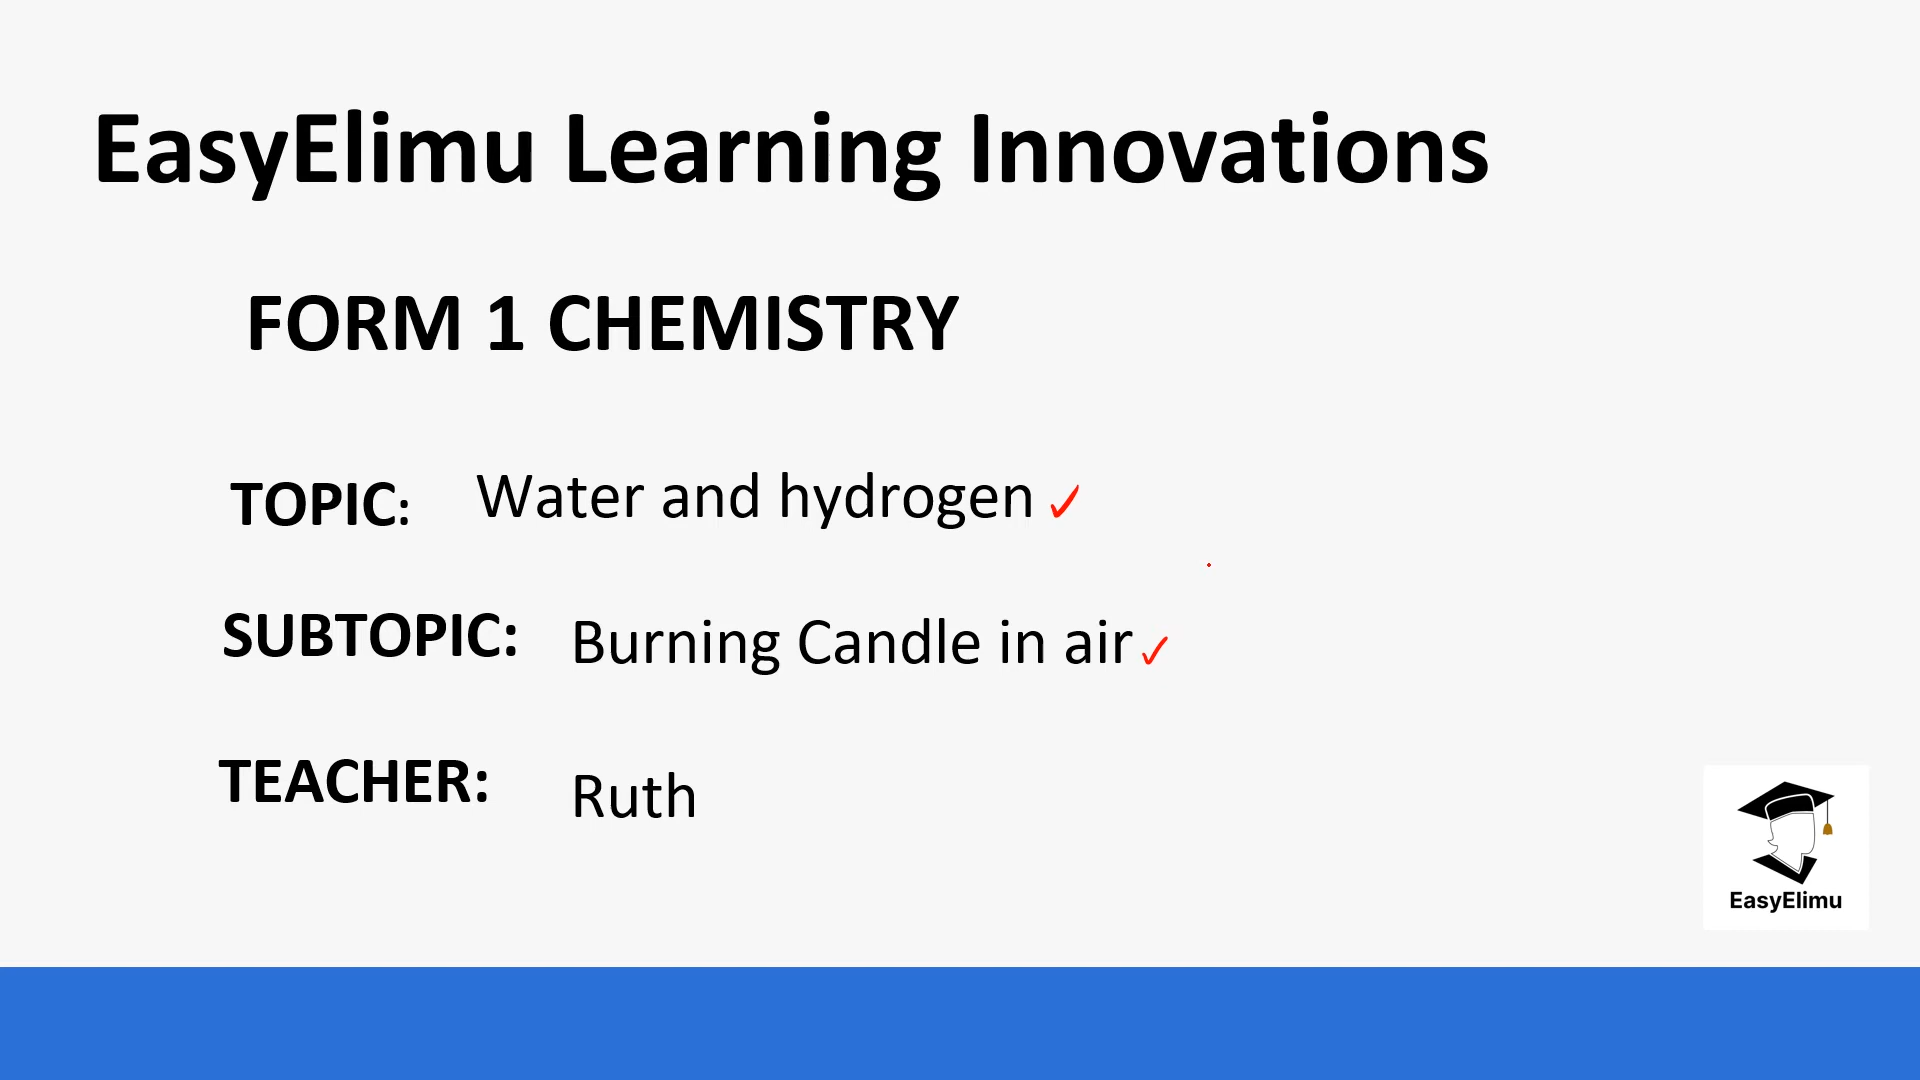 EasyElimu Learning Innovations
FORM 1 CHEMISTRY
TOPIC: Water and hydrogen ✓
SUBTOPIC: Burning Candle in air ✓
TEACHER: Ruth
EasyElimu